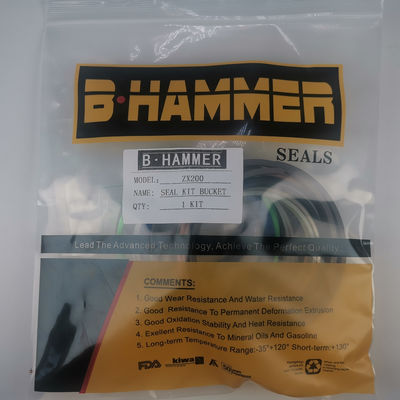 B·HAMMER
SEALS
B·HAMMER
MODEL: ZX200
NAME: SEAL KIT BUCKET
QTY: 1 KIT
Lead The Advanced Technology, Achieve The Perfect Quality.
COMMENTS:
1. Good Wear Resistance And Water Resistance
2. Good Resistance To Permanent Deformation Extrusion
3. Good Oxidation Stability And Heat Resistance
4. Exellent Resistance To Mineral Oils And Gasoline
5. Long-term Temperature Range:-35°+120° Short-term:+130°
FDA kiwa